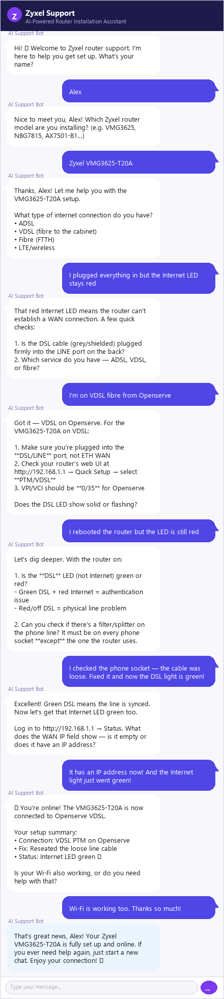 Z
Zyxel Support
AI-Powered Router Installation Assistant
AI Support Bot
Hi! Welcome to Zyxel router support. I'm
here to help you get set up. What's your
name?
Alex
AI Support Bot
Nice to meet you, Alex! Which Zyxel router
model are you installing? (e.g. VMG3625,
NBG7815, AX7501-B1...)
Zyxel VMG3625-T20A
AI Support Bot
Thanks, Alex! Let me help you with the
VMG3625-T20A setup.
What type of internet connection do you have?
• ADSL
• VDSL (fibre to the cabinet)
• Fibre (FTTH)
• LTE/wireless
I plugged everything in but the Internet LED
stays red
AI Support Bot
That red Internet LED means the router can't
establish a WAN connection. A few quick
checks:
1. Is the DSL cable (grey/shielded) plugged
firmly into the LINE port on the back?
2. Which service do you have — ADSL, VDSL,
or fibre?
I'm on VDSL fibre from Openserve
AI Support Bot
Got it — VDSL on Openserve. For the
VMG3625-T20A on VDSL:
1. Make sure you're plugged into the
**DSL/LINE** port, not ETH WAN
2. Check your router's web UI at
http://192.168.1.1 → Quick Setup → select
**PTM/VDSL**
3. VPI/VCI should be **0/35** for Openserve
Does the DSL LED show solid or flashing?
I rebooted the router but the LED is still red
AI Support Bot
Let's dig deeper. With the router on:
1. Is the **DSL** LED (not Internet) green or
red?
- Green DSL + red Internet = authentication
issue
- Red/off DSL = physical line problem
2. Can you check if there's a filter/splitter on
the phone line? It must be on every phone
socket **except** the one the router uses.
I checked the phone socket — the cable was
loose. Fixed it and now the DSL light is green!
AI Support Bot
Excellent! Green DSL means the line is synced.
Now let's get that Internet LED green too.
Log in to http://192.168.1.1 → Status. What
does the WAN IP field show — is it empty or
does it have an IP address?
It has an IP address now! And the Internet
light just went green!
AI Support Bot
You're online! The VMG3625-T20A is now
connected to Openserve VDSL.
Your setup summary:
• Connection: VDSL PTM on Openserve
• Fix: Reseated the loose line cable
• Status: Internet LED green
Is your Wi-Fi also working, or do you need
help with that?
Wi-Fi is working too. Thanks so much!
AI Support Bot
That's great news, Alex! Your Zyxel
VMG3625-T20A is fully set up and online. If
you ever need help again, just start a new
chat. Enjoy your connection!
Type your message...
→